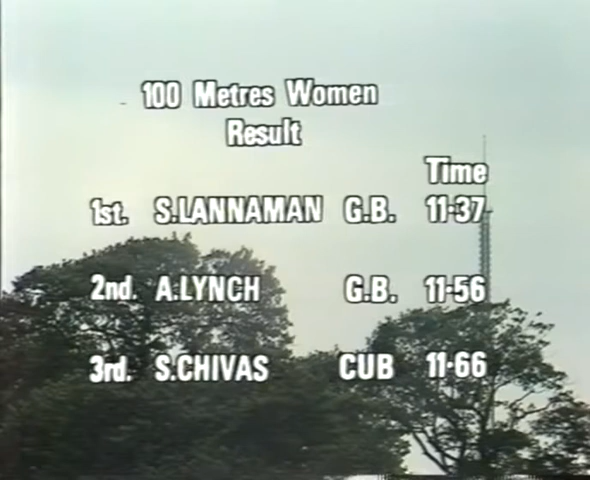 100 Metres Women
Result
Time
1st. S.LANNAMAN G.B. 11·37
2nd. A.LYNCH G.B. 11·56
3rd. S.CHIVAS CUB 11·66